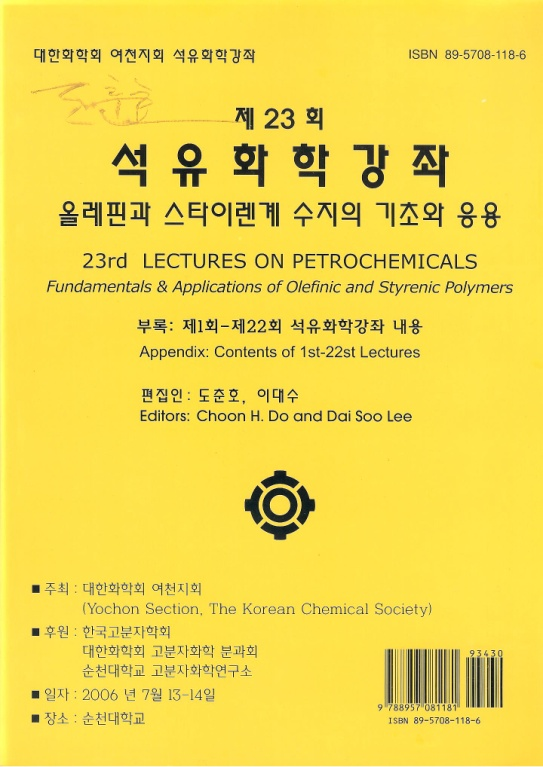 대한화학회 여천지회 석유화학강좌
ISBN 89-5708-118-6
제 23 회
석유화학강좌
올레핀과 스타이렌계 수지의 기초와 응용
23rd LECTURES ON PETROCHEMICALS
Fundamentals & Applications of Olefinic and Styrenic Polymers
부록: 제1회-제22회 석유화학강좌 내용
Appendix: Contents of 1st-22st Lectures
편집인: 도춘호, 이대수
Editors: Choon H. Do and Dai Soo Lee
■ 주최 : 대한화학회 여천지회
(Yochon Section, The Korean Chemical Society)
■ 후원 : 한국고분자학회
대한화학회 고분자화학 분과회
순천대학교 고분자화학연구소
■ 일자 : 2006 년 7월 13-14일
■ 장소 : 순천대학교
93430
9 788957 081181
ISBN 89-5708-118-6